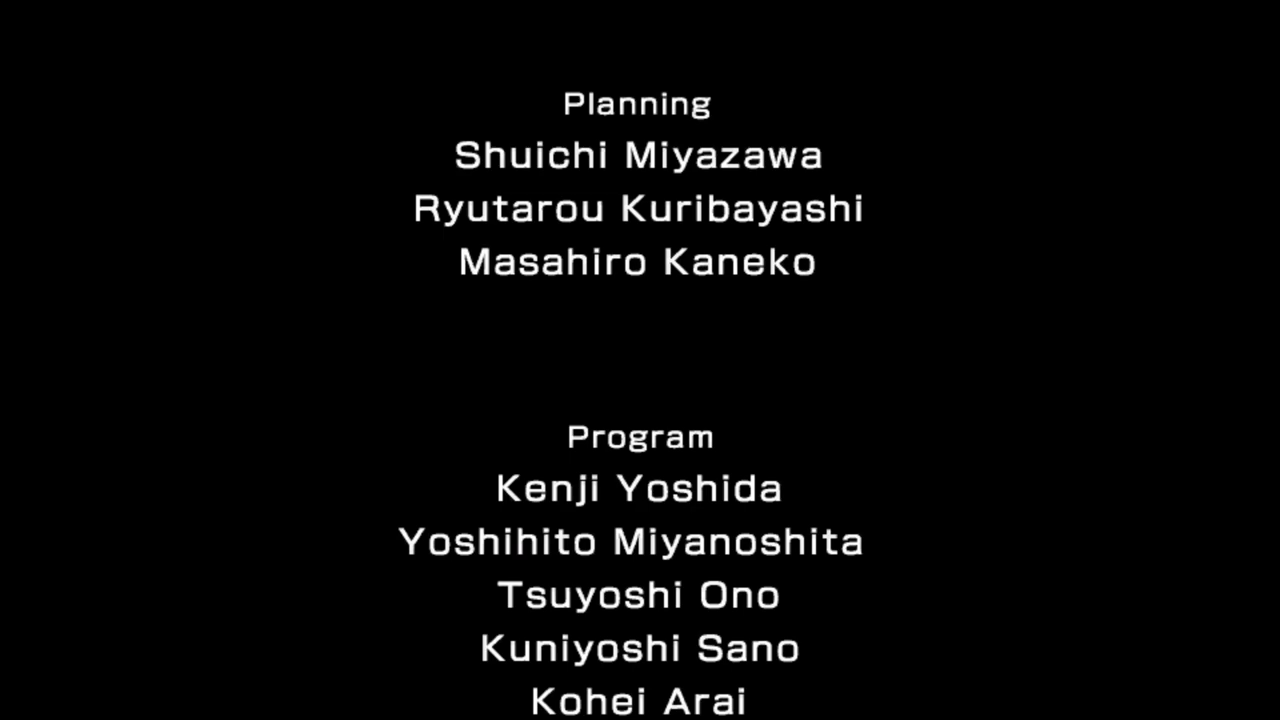 Planning
Shuichi Miyazawa
Ryutarou Kuribayashi
Masahiro Kaneko
Program
Kenji Yoshida
Yoshihito Miyanoshita
Tsuyoshi Ono
Kuniyoshi Sano
Kohei Arai